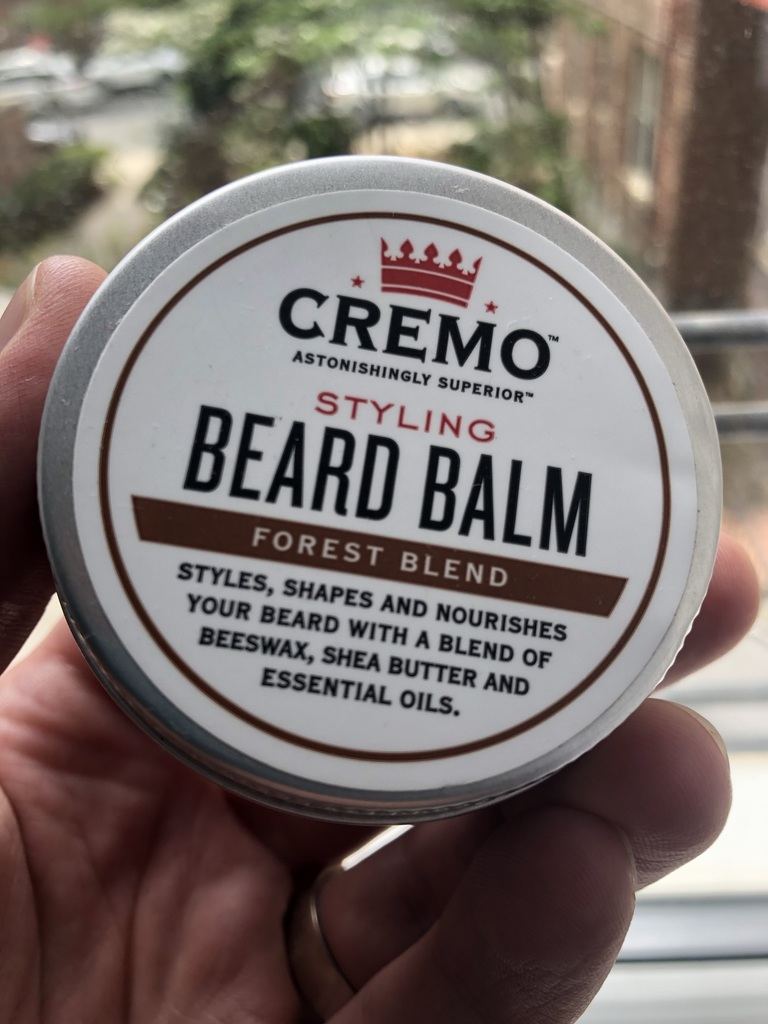 CREMO™
ASTONISHINGLY SUPERIOR™
STYLING
BEARD BALM
FOREST BLEND
STYLES, SHAPES AND NOURISHES
YOUR BEARD WITH A BLEND OF
BEESWAX, SHEA BUTTER AND
ESSENTIAL OILS.